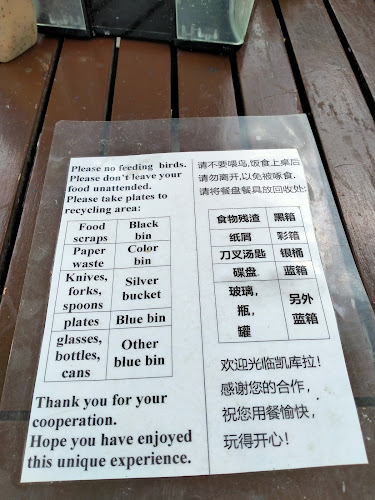 Please no feeding birds.
Please don't leave your
food unattended.
Please take plates to
recycling area:
Food scraps Black bin
Paper waste Color bin
Knives, forks, spoons Silver bucket
plates Blue bin
glasses, bottles, cans Other blue bin
Thank you for your
cooperation.
Hope you have enjoyed
this unique experience.
请不要喂鸟,饭食上桌后
请勿离开,以免被啄食.
请将餐盘餐具放回收处:
食物残渣 黑箱
纸屑 彩箱
刀叉汤匙 银桶
碟盘 蓝箱
玻璃, 瓶, 罐 另外蓝箱
欢迎光临凯库拉!
感谢您的合作,
祝您用餐愉快,
玩得开心!